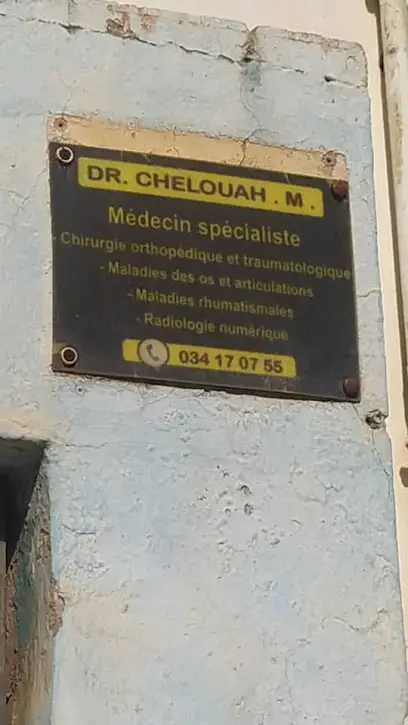 DR. CHELOUAH . M .
Médecin spécialiste
- Chirurgie orthopédique et traumatologique
- Maladies des os et articulations
- Maladies rhumatismales
- Radiologie numérique
034 17 07 55